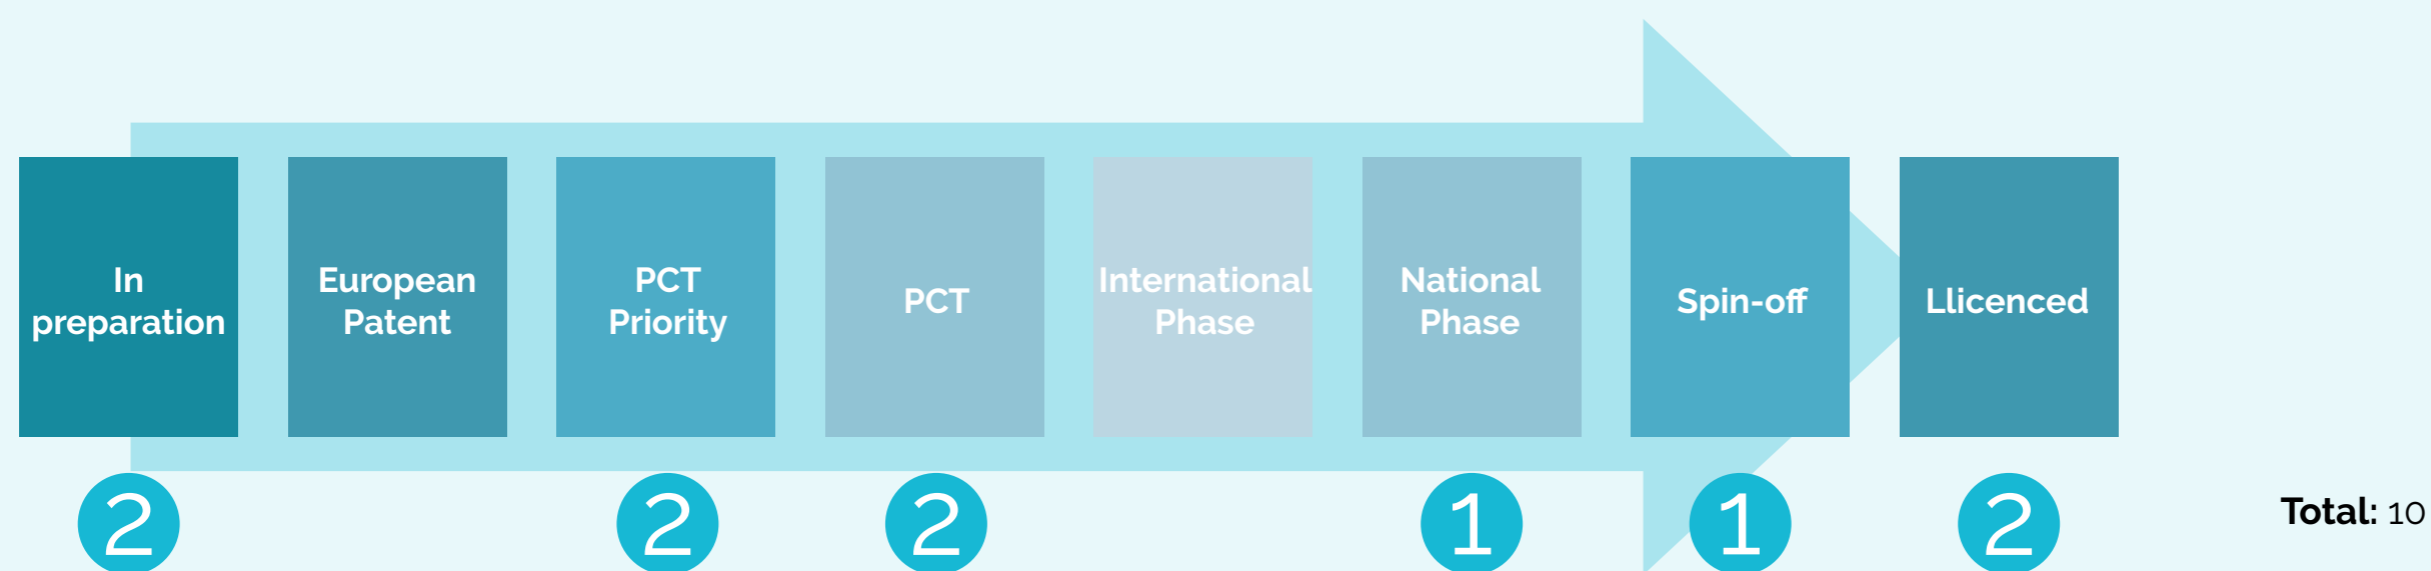 In
preparation
European
Patent
PCT
Priority
PCT
International
Phase
National
Phase
Spin-off
Llicenced
2
2
2
1
1
2
Total: 10